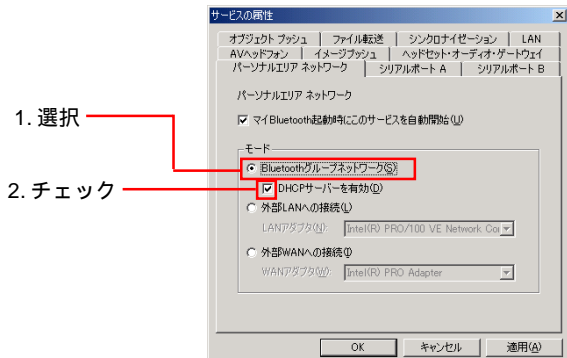 サービスの属性
オブジェクト プッシュ ファイル転送 シンクロナイゼーション LAN
AVヘッドフォン イメージプッシュ ヘッドセット・オーディオ・ゲートウェイ
パーソナルエリア ネットワーク シリアルポート A シリアルポート B
パーソナルエリア ネットワーク
マイBluetooth起動時にこのサービスを自動開始(U)
モード
1. 選択
Bluetoothグループネットワーク(S)
2. チェック
DHCPサーバーを有効(D)
外部LANへの接続(L)
LANアダプタ(N): Intel(R) PRO/100 VE Network Co
外部WANへの接続(I)
WANアダプタ(W): Intel(R) PRO Adapter
OK キャンセル 適用(A)